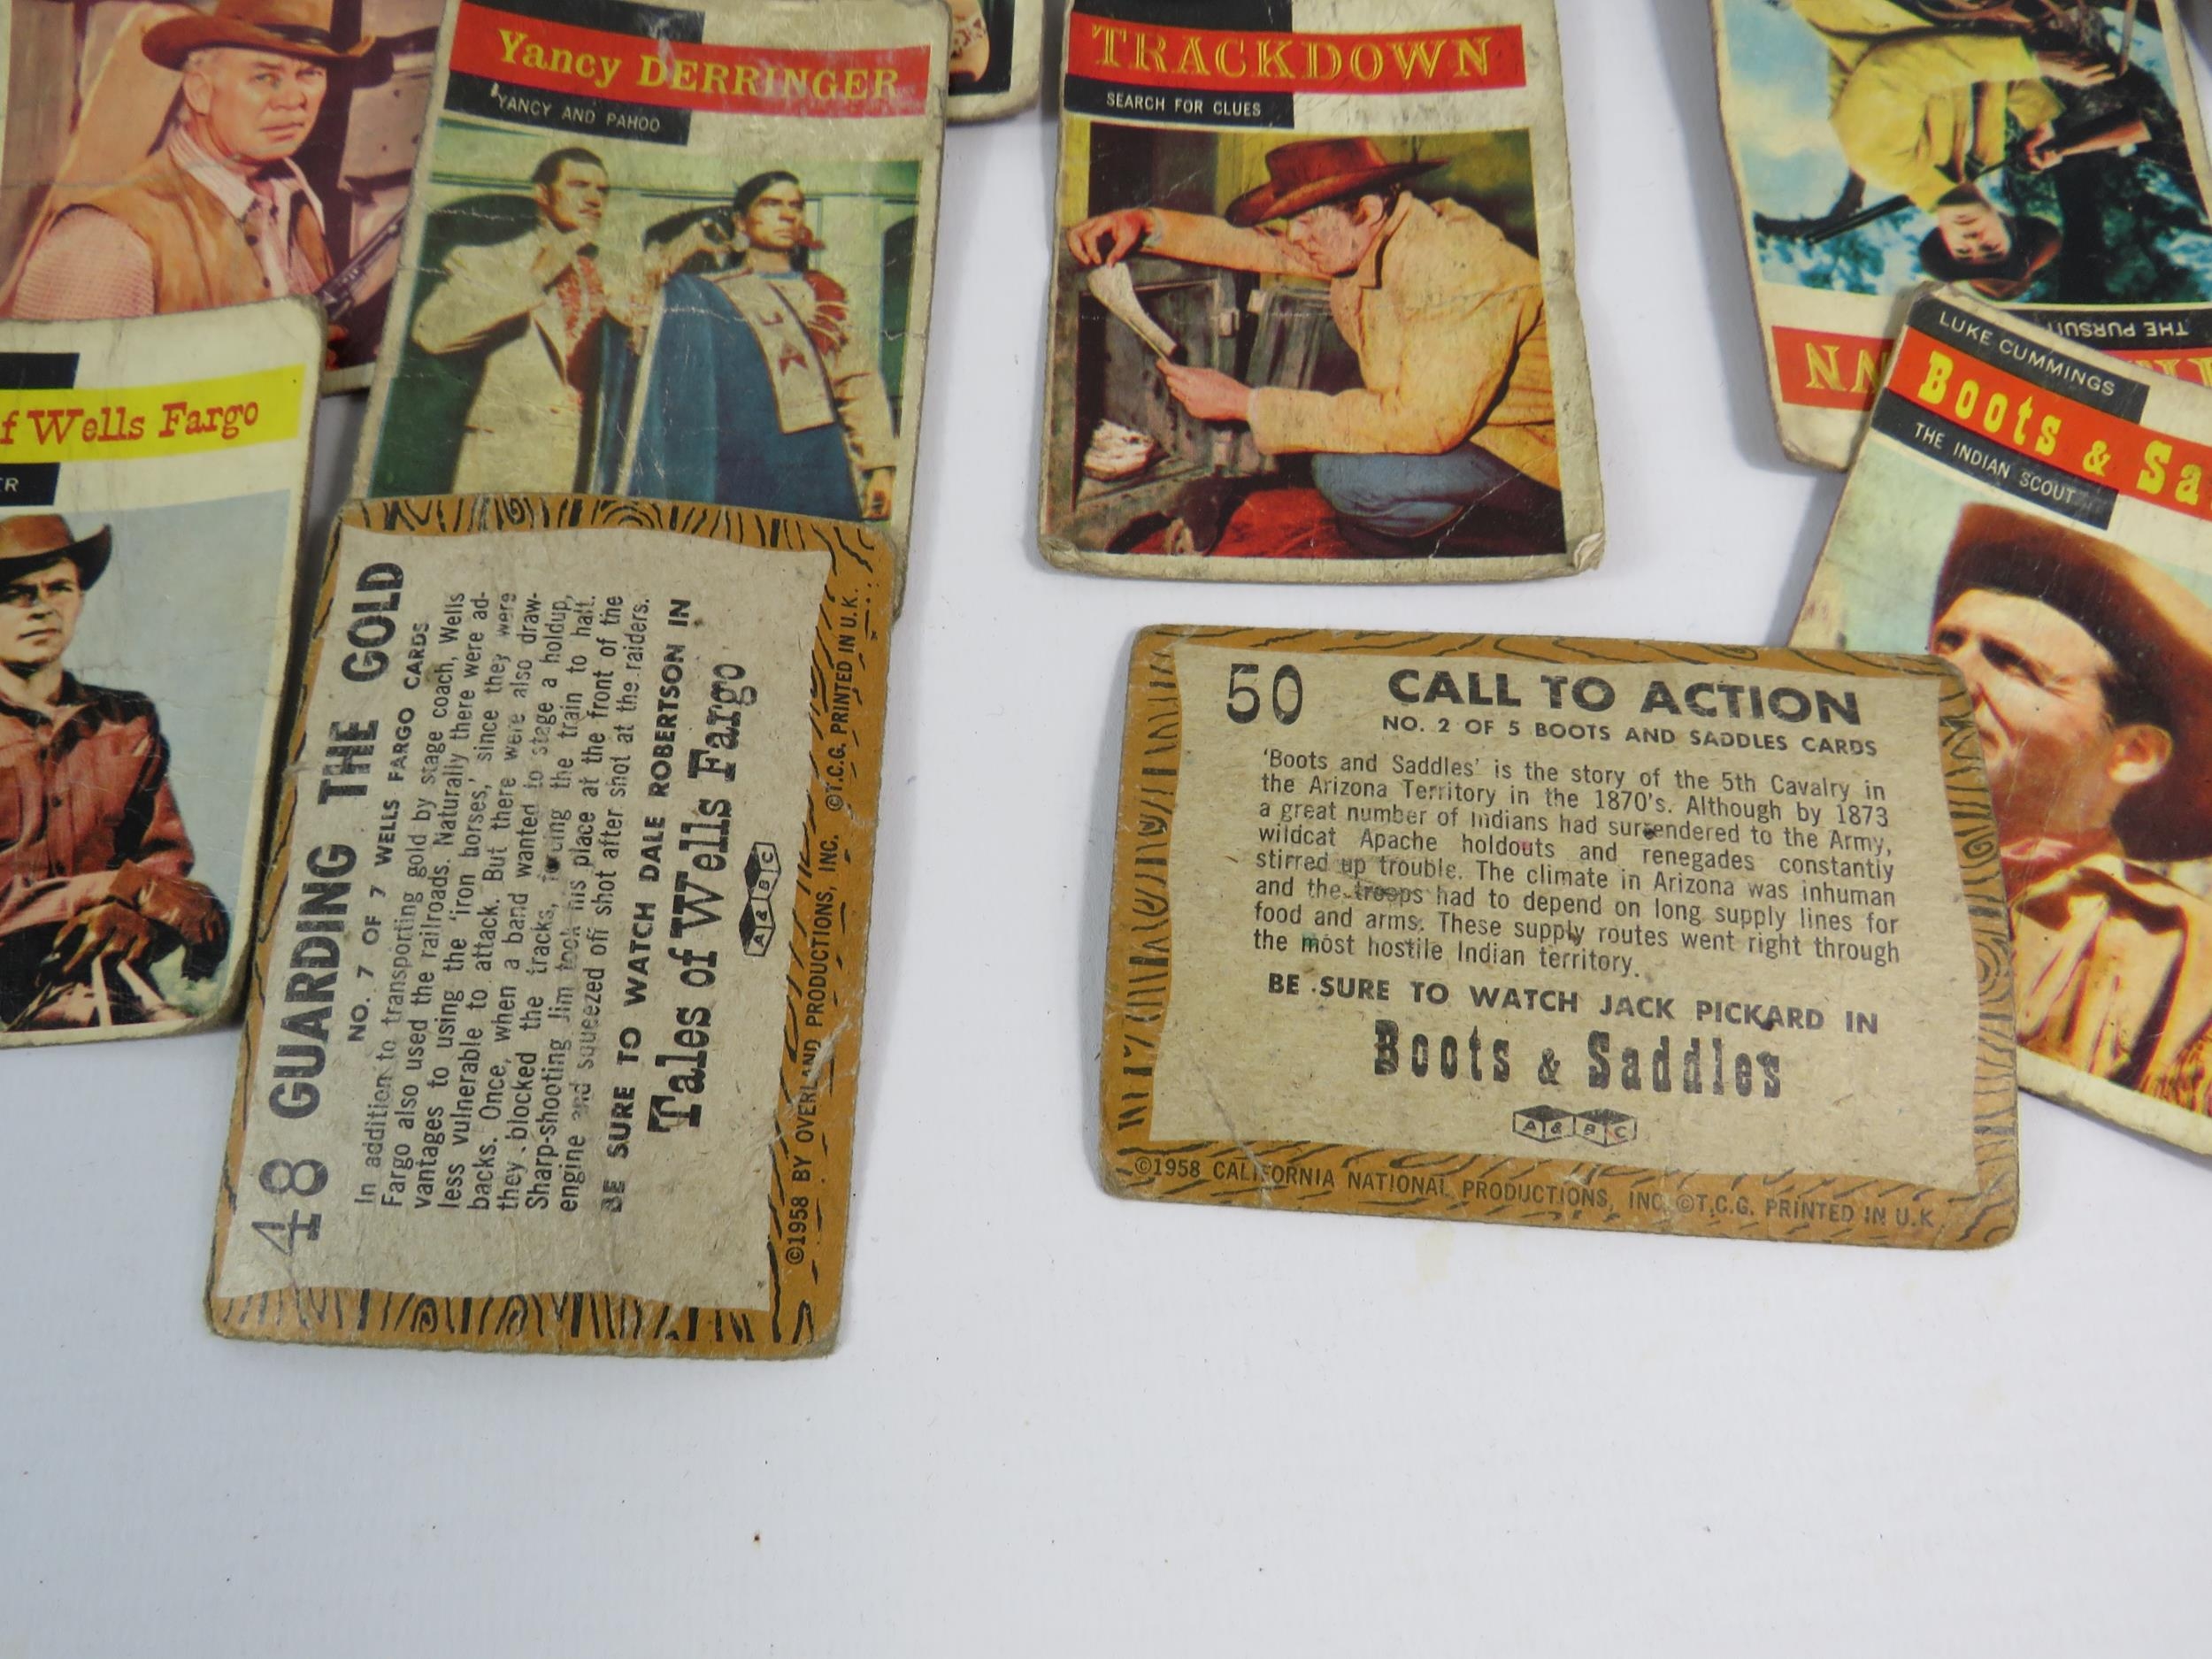 Yancy DERRINGER
YANCY AND PAHOO
TRACKDOWN
SEARCH FOR CLUES
THE PURSUIT
LUKE CUMMINGS
Boots & Sa
THE INDIAN SCOUT
f Wells Fargo
ER
48 GUARDING THE GOLD
NO. 7 OF 7 WELLS FARGO CARDS
In addition to transporting gold by stage coach, Wells
Fargo also used the railroads. Naturally there were ad-
vantages to using the 'iron horses,' since they were
less vulnerable to attack. But there were also draw-
backs. Once, when a band wanted to stage a holdup,
they blocked the tracks, forcing the train to halt.
Sharp-shooting Jim took his place at the front of the
engine and squeezed off shot after shot at the raiders.
BE SURE TO WATCH DALE ROBERTSON IN
Tales of Wells Fargo
A&BC
©1958 BY OVERLAND PRODUCTIONS, INC. ©T.C.G. PRINTED IN U.K.
50 CALL TO ACTION
NO. 2 OF 5 BOOTS AND SADDLES CARDS
'Boots and Saddles' is the story of the 5th Cavalry in
the Arizona Territory in the 1870's. Although by 1873
a great number of Indians had surrendered to the Army,
wildcat Apache holdouts and renegades constantly
stirred up trouble. The climate in Arizona was inhuman
and the troops had to depend on long supply lines for
food and arms. These supply routes went right through
the most hostile Indian territory.
BE SURE TO WATCH JACK PICKARD IN
Boots & Saddles
A&BC
©1958 CALIFORNIA NATIONAL PRODUCTIONS, INC. ©T.C.G. PRINTED IN U.K.